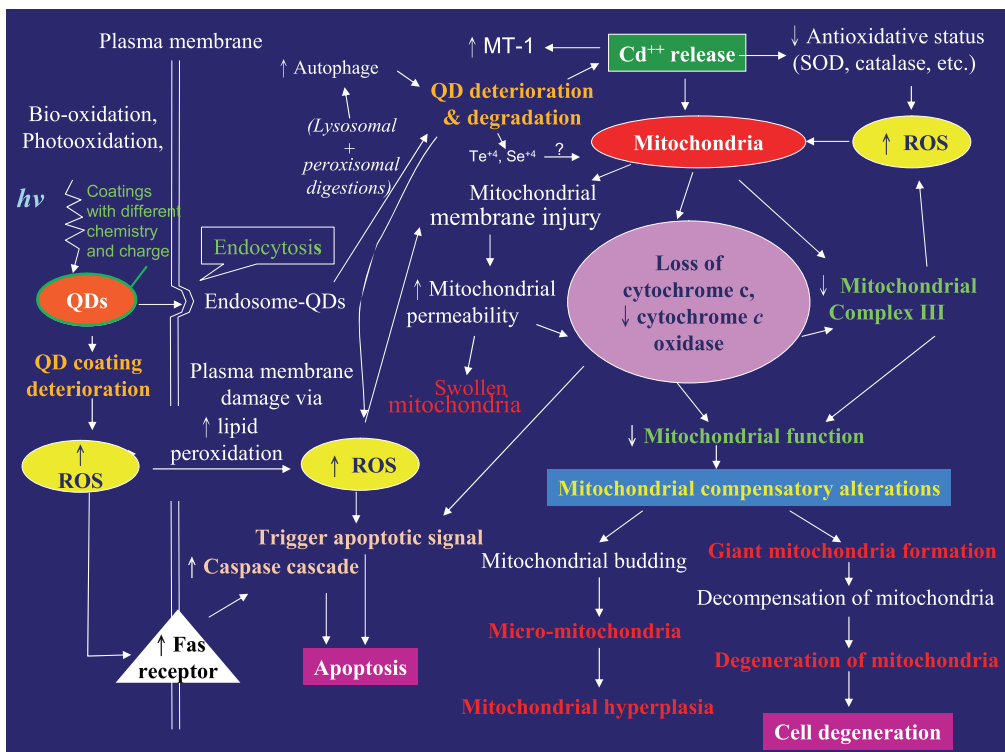 Plasma membrane
Bio-oxidation,
Photooxidation,
hν
Coatings
with different
chemistry
and charge
QDs
QD coating
deterioration
↑
ROS
↑ Fas
receptor
Endocytosis
Endosome-QDs
Plasma membrane
damage via
↑ lipid
peroxidation
↑ ROS
Trigger apoptotic signal
↑ Caspase cascade
Apoptosis
↑ Autophage
(Lysosomal
+
peroxisomal
digestions)
QD deterioration
& degradation
↑ MT-1
Cd++ release
↓ Antioxidative status
(SOD, catalase, etc.)
↑ ROS
Mitochondria
Te+4, Se+4 ?
Mitochondrial
membrane injury
↑ Mitochondrial
permeability
Swollen
mitochondria
Loss of
cytochrome c,
↓ cytochrome c
oxidase
↓ Mitochondrial
Complex III
↓ Mitochondrial function
Mitochondrial compensatory alterations
Mitochondrial budding
Micro-mitochondria
Mitochondrial hyperplasia
Giant mitochondria formation
Decompensation of mitochondria
Degeneration of mitochondria
Cell degeneration